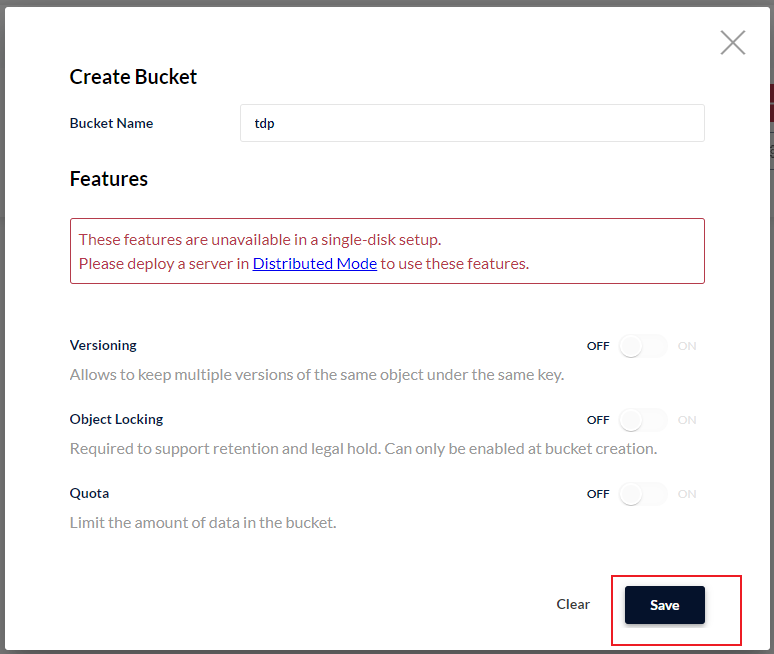 Create Bucket
Bucket Name
tdp
Features
These features are unavailable in a single-disk setup.
Please deploy a server in Distributed Mode to use these features.
Versioning
OFF ON
Allows to keep multiple versions of the same object under the same key.
Object Locking
OFF ON
Required to support retention and legal hold. Can only be enabled at bucket creation.
Quota
OFF ON
Limit the amount of data in the bucket.
Clear
Save